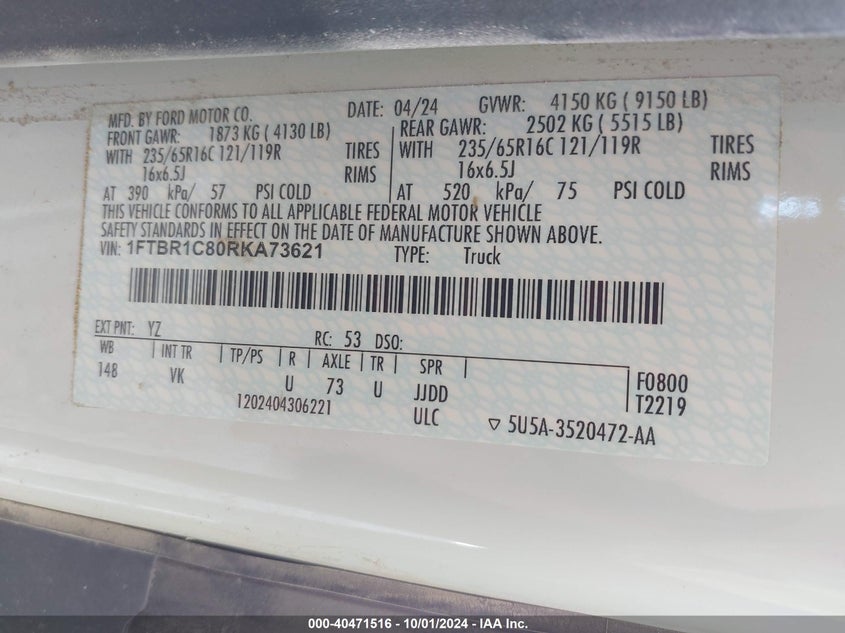 MFD. BY FORD MOTOR CO. DATE: 04/24 GVWR: 4150 KG ( 9150 LB)
FRONT GAWR: 1873 KG ( 4130 LB) REAR GAWR: 2502 KG ( 5515 LB)
WITH 235/65R16C 121/119R TIRES WITH 235/65R16C 121/119R TIRES
16x6.5J RIMS 16x6.5J RIMS
AT 390 kPa/ 57 PSI COLD AT 520 kPa/ 75 PSI COLD
THIS VEHICLE CONFORMS TO ALL APPLICABLE FEDERAL MOTOR VEHICLE
SAFETY STANDARDS IN EFFECT ON THE DATE OF MANUFACTURE SHOWN ABOVE.
VIN: 1FTBR1C80RKA73621 TYPE: Truck
EXT PNT: YZ RC: 53 DSO:
WB | INT TR | TP/PS | R | AXLE | TR | SPR | F0800
148 VK U 73 U JJDD T2219
1202404306221 ULC ▽ 5U5A-3520472-AA
000-40471516 - 10/01/2024 - IAA Inc.